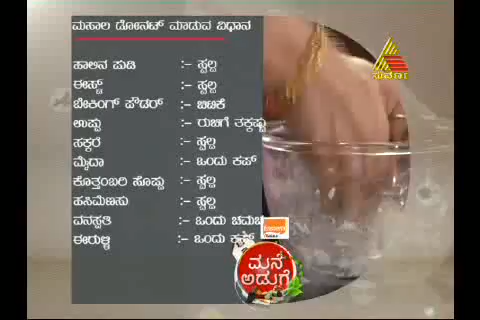 ಮಸಾಲ ಡೋನಟ್ ಮಾಡುವ ವಿಧಾನ
ಹಾಲಿನ ಪುಡಿ :- ಸ್ವಲ್ಪ
ಈಸ್ಟ್ :- ಸ್ವಲ್ಪ
ಬೇಕಿಂಗ್ ಪೌಡರ್ :- ಚಿಟಿಕೆ
ಉಪ್ಪು :- ರುಚಿಗೆ ತಕ್ಕಷ್ಟು
ಸಕ್ಕರೆ :- ಸ್ವಲ್ಪ
ಮೈದಾ :- ಒಂದು ಕಪ್
ಕೊತ್ತಂಬರಿ ಸೊಪ್ಪು :- ಸ್ವಲ್ಪ
ಹಸಿಮೆಣಸು :- ಸ್ವಲ್ಪ
ವನಸ್ಪತಿ :- ಒಂದು ಚಮಚ
ಈರುಳ್ಳಿ :- ಒಂದು ಕಪ್
ಸುವರ್ಣ
ಮನೆ
ಅಡುಗೆ